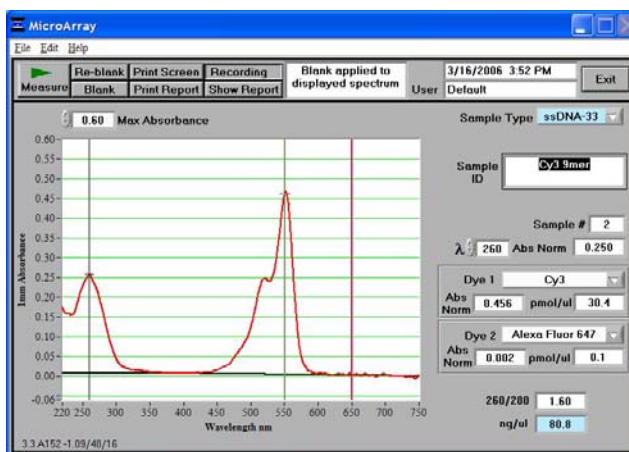 MicroArray
File Edit Help
Measure
Re-blank Print Screen Recording
Blank Print Report Show Report
Blank applied to
displayed spectrum
3/16/2006 3:52 PM
User Default
Exit
0.60 Max Absorbance
Sample Type ssDNA-33
Sample
ID
Cy3 9mer
Sample # 2
λ 260 Abs Norm 0.250
Dye 1 Cy3
Abs
Norm 0.456 pmol/ul 30.4
Dye 2 Alexa Fluor 647
Abs
Norm 0.002 pmol/ul 0.1
260/280 1.60
ng/ul 80.8
1mm Absorbance
0.60
0.55
0.50
0.45
0.40
0.35
0.30
0.25
0.20
0.15
0.10
0.05
0.00
-0.06
220 250 300 350 400 450 500 550 600 650 700 750
Wavelength nm
3.3.A152 -1.09/40/16